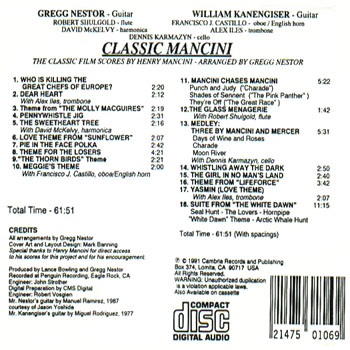 GREGG NESTOR - Guitar
WILLIAM KANENGISER - Guitar
ROBERT SHULGOLD - flute
FRANCISCO J. CASTILLO - oboe / English horn
DAVID McKELVY - harmonica
ALEX ILES - trombone
DENNIS KARMAZYN - cello
CLASSIC MANCINI
THE CLASSIC FILM SCORES BY HENRY MANCINI - ARRANGED BY GREGG NESTOR
1. WHO IS KILLING THE
GREAT CHEFS OF EUROPE? 2:20
2. DEAR HEART 2:12
With Alex Iles, trombone
3. Theme from "THE MOLLY MAGUIRES" 2:19
4. PENNYWHISTLE JIG 2:31
5. THE SWEETHEART TREE 2:16
With David McKelvy, harmonica
6. LOVE THEME FROM "SUNFLOWER" 2:07
7. PIE IN THE FACE POLKA 2:42
8. THEME FOR THE LOSERS 4:21
9. "THE THORN BIRDS" Theme 2:21
10. MEGGIE'S THEME 2:00
With Francisco J. Castillo, oboe/English horn
Total Time - 61:51
CREDITS
All arrangements by Gregg Nestor
Cover Art and Layout Design: Mark Banning
Special thanks to Henry Mancini for direct access
to his scores for this project and for his encouragement.
Produced by Lance Bowling and Gregg Nestor
Recorded at Penguin Recording, Eagle Rock, CA
Engineer: John Strother
Digital Preparation by CMS Digital
Engineer: Robert Vosgien
Mr. Nestor's guitar by Manuel Ramirez, 1987
courtesy of Jason Yoshida
Mr. Kanengiser's guitar by Miguel Rodriguez, 1977
11. MANCINI CHASES MANCINI 5:22
Punch and Judy ("Charade")
Shades of Sennent ("The Pink Panther")
They're Off ("The Great Race")
12. THE GLASS MENAGERIE 1:42
With Robert Shulgold, flute
13. MEDLEY:
THREE BY MANCINI AND MERCER 5:31
Days of Wine and Roses
Charade
Moon River
With Dennis Karmazyn, cello
14. WHISTLING AWAY THE DARK 2:50
15. THE GIRL IN NO MAN'S LAND 2:40
16. THEME FROM "LIFEFORCE" 3:42
17. YASMIN (LOVE THEME) 2:40
With Alex Iles, trombone 2:07
18. SUITE FROM "THE WHITE DAWN" 11:15
Seal Hunt - The Lovers - Hornpipe
"White Dawn" Theme - Arctic Whale Hunt
Total Time - 61:51 (With spacings)
℗ © 1991 Cambria Records and Publishing
Box 374, Lomita, CA 90717 USA
All Rights Reserved.
Unauthorized duplication is
a violation applicable laws.
Also Available on cassette
COMPACT
disc
DIGITAL AUDIO
21475 01069